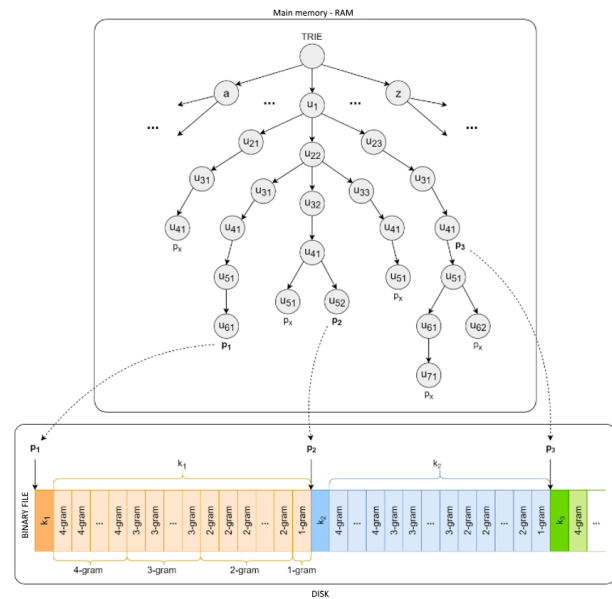 Main memory - RAM
TRIE
a ... u1 ... z
... ...
u21 u22 u23
u31 u31 u32 u33 u31
u41 u41 u41 u41 u41
px p3
u51 u51 u52 u51 u51
px p2 px
u61 u61 u62
p1 px
u71
px
p1 p2 p3
k1 k2
BINARY FILE
k1 4-gram 4-gram ... 4-gram 3-gram 3-gram ... 3-gram 2-gram 2-gram ... 2-gram 1-gram k2 4-gram 4-gram ... 3-gram 3-gram ... 3-gram 2-gram 2-gram ... 2-gram 1-gram k3 4-gram ...
4-gram 3-gram 2-gram 1-gram
DISK